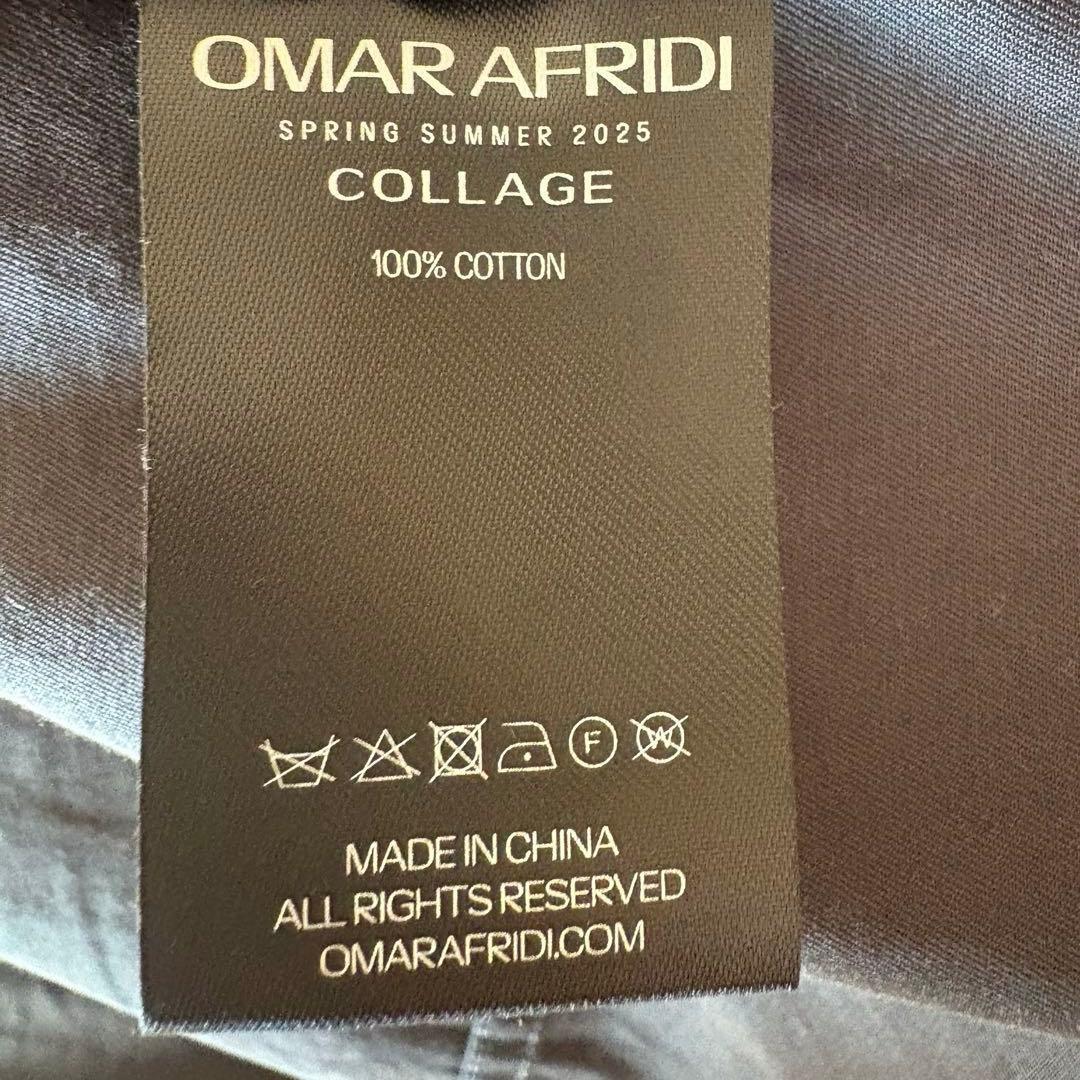 OMAR AFRIDI
SPRING SUMMER 2025
COLLAGE
100% COTTON
F W
MADE IN CHINA
ALL RIGHTS RESERVED
OMARAFRIDI.COM